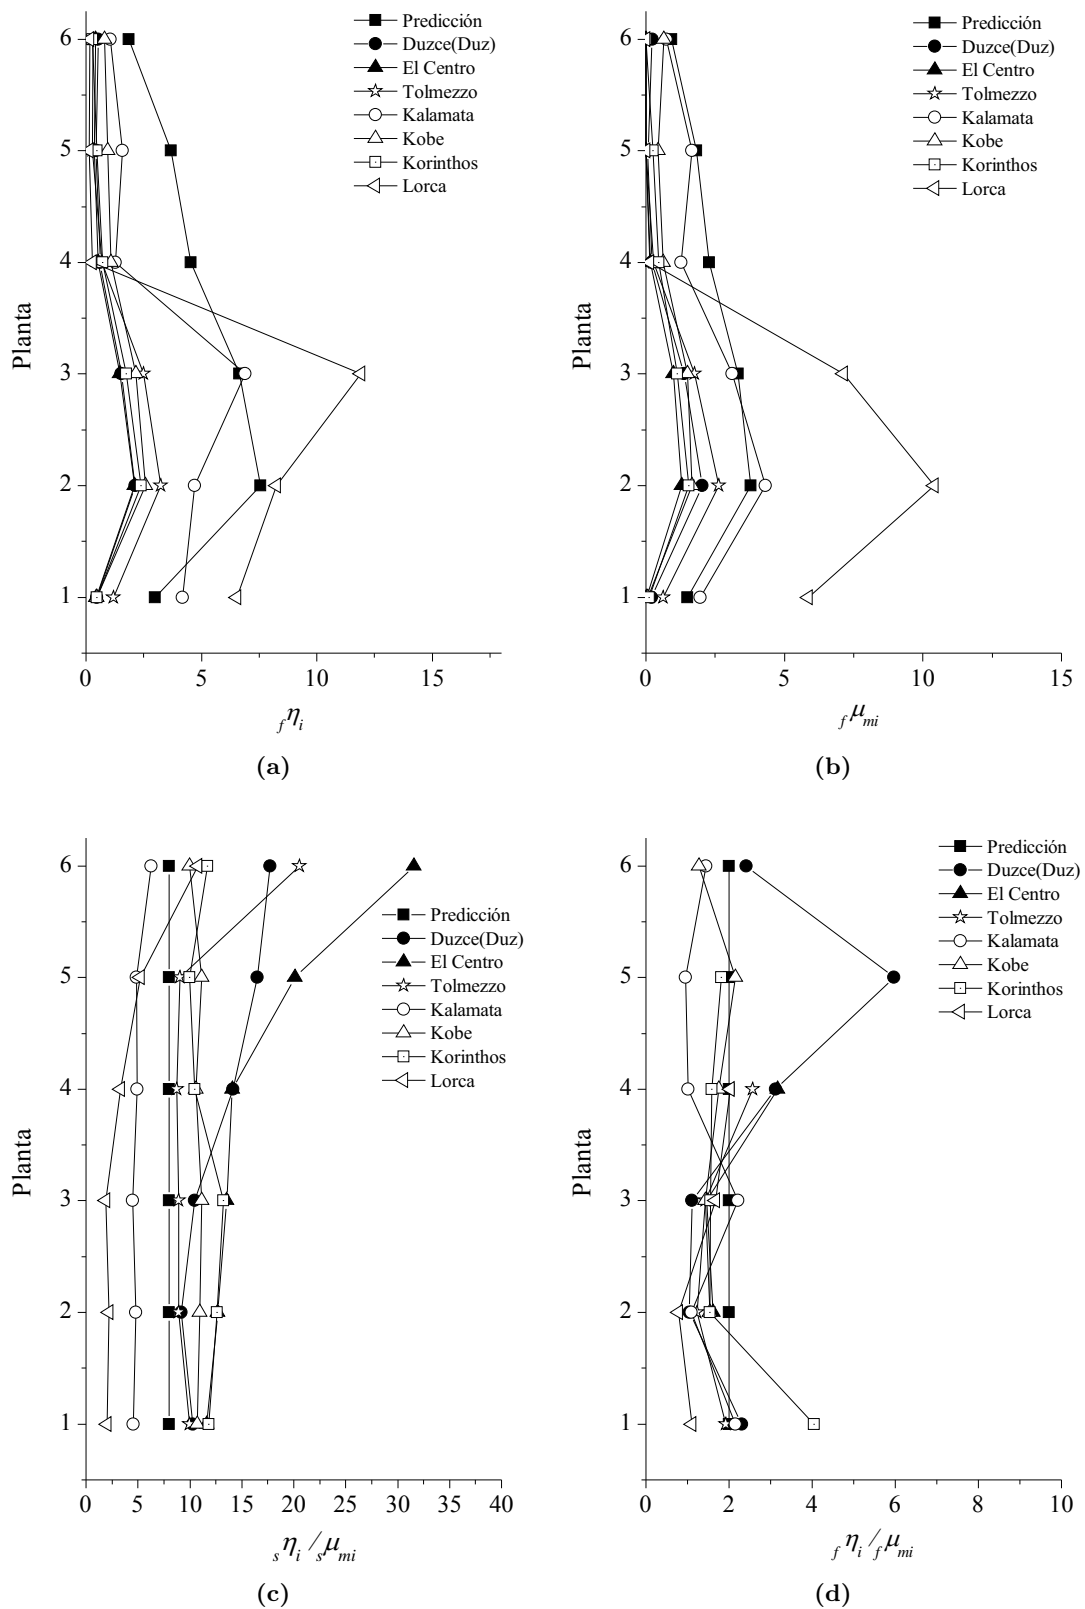 Predicción
Duzce(Duz)
El Centro
Tolmezzo
Kalamata
Kobe
Korinthos
Lorca
6
5
4
3
2
1
Planta
0 5 10 15
fηi
(a)
Predicción
Duzce(Duz)
El Centro
Tolmezzo
Kalamata
Kobe
Korinthos
Lorca
6
5
4
3
2
1
Planta
0 5 10 15
fμmi
(b)
Predicción
Duzce(Duz)
El Centro
Tolmezzo
Kalamata
Kobe
Korinthos
Lorca
6
5
4
3
2
1
Planta
0 5 10 15 20 25 30 35 40
sηi/sμmi
(c)
Predicción
Duzce(Duz)
El Centro
Tolmezzo
Kalamata
Kobe
Korinthos
Lorca
6
5
4
3
2
1
Planta
0 2 4 6 8 10
fηi/fμmi
(d)